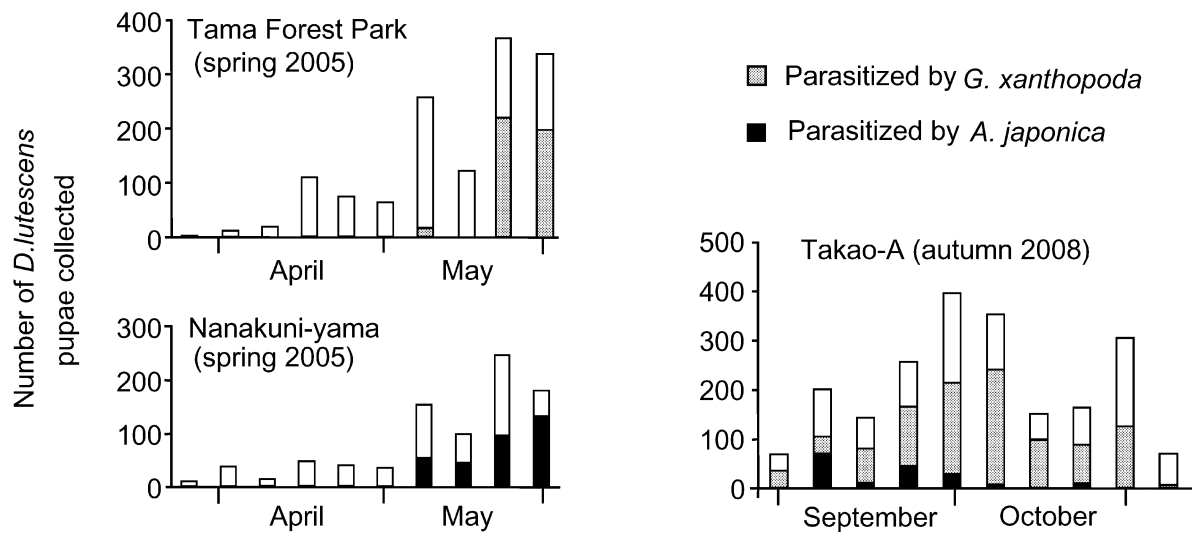 Number of D.lutescens
pupae collected
Tama Forest Park
(spring 2005)
400
300
200
100
0
April
May
Nanakuni-yama
(spring 2005)
300
200
100
0
April
May
Parasitized by G. xanthopoda
Parasitized by A. japonica
Takao-A (autumn 2008)
500
400
300
200
100
0
September
October